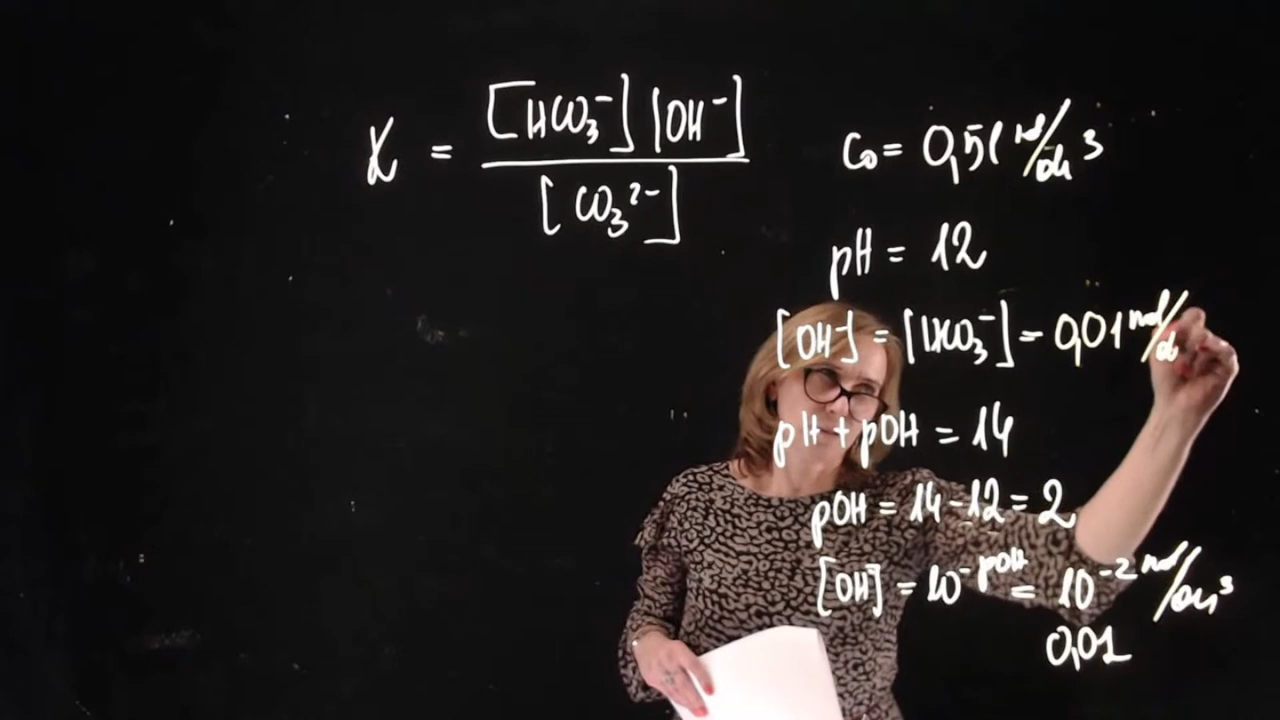 K = [HCO₃⁻] [OH⁻] / [CO₃²⁻]
C₀ = 0,51 mol/dm³
pH = 12
[OH⁻] = [HCO₃⁻] = 0,01 mol/d
pH + pOH = 14
pOH = 14 - 12 = 2
[OH⁻] = 10⁻ᵖᴼᴴ = 10⁻² mol/dm³
0,01